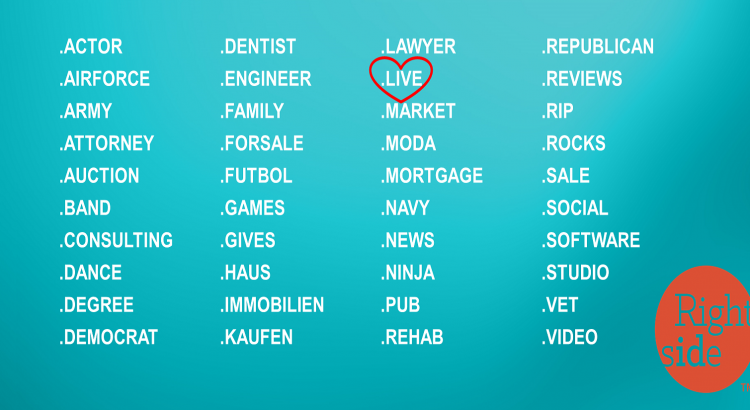 .ACTOR
.AIRFORCE
.ARMY
.ATTORNEY
.AUCTION
.BAND
.CONSULTING
.DANCE
.DEGREE
.DEMOCRAT
.DENTIST
.ENGINEER
.FAMILY
.FORSALE
.FUTBOL
.GAMES
.GIVES
.HAUS
.IMMOBILIEN
.KAUFEN
.LAWYER
.LIVE
.MARKET
.MODA
.MORTGAGE
.NAVY
.NEWS
.NINJA
.PUB
.REHAB
.REPUBLICAN
.REVIEWS
.RIP
.ROCKS
.SALE
.SOCIAL
.SOFTWARE
.STUDIO
.VET
.VIDEO
Right
side